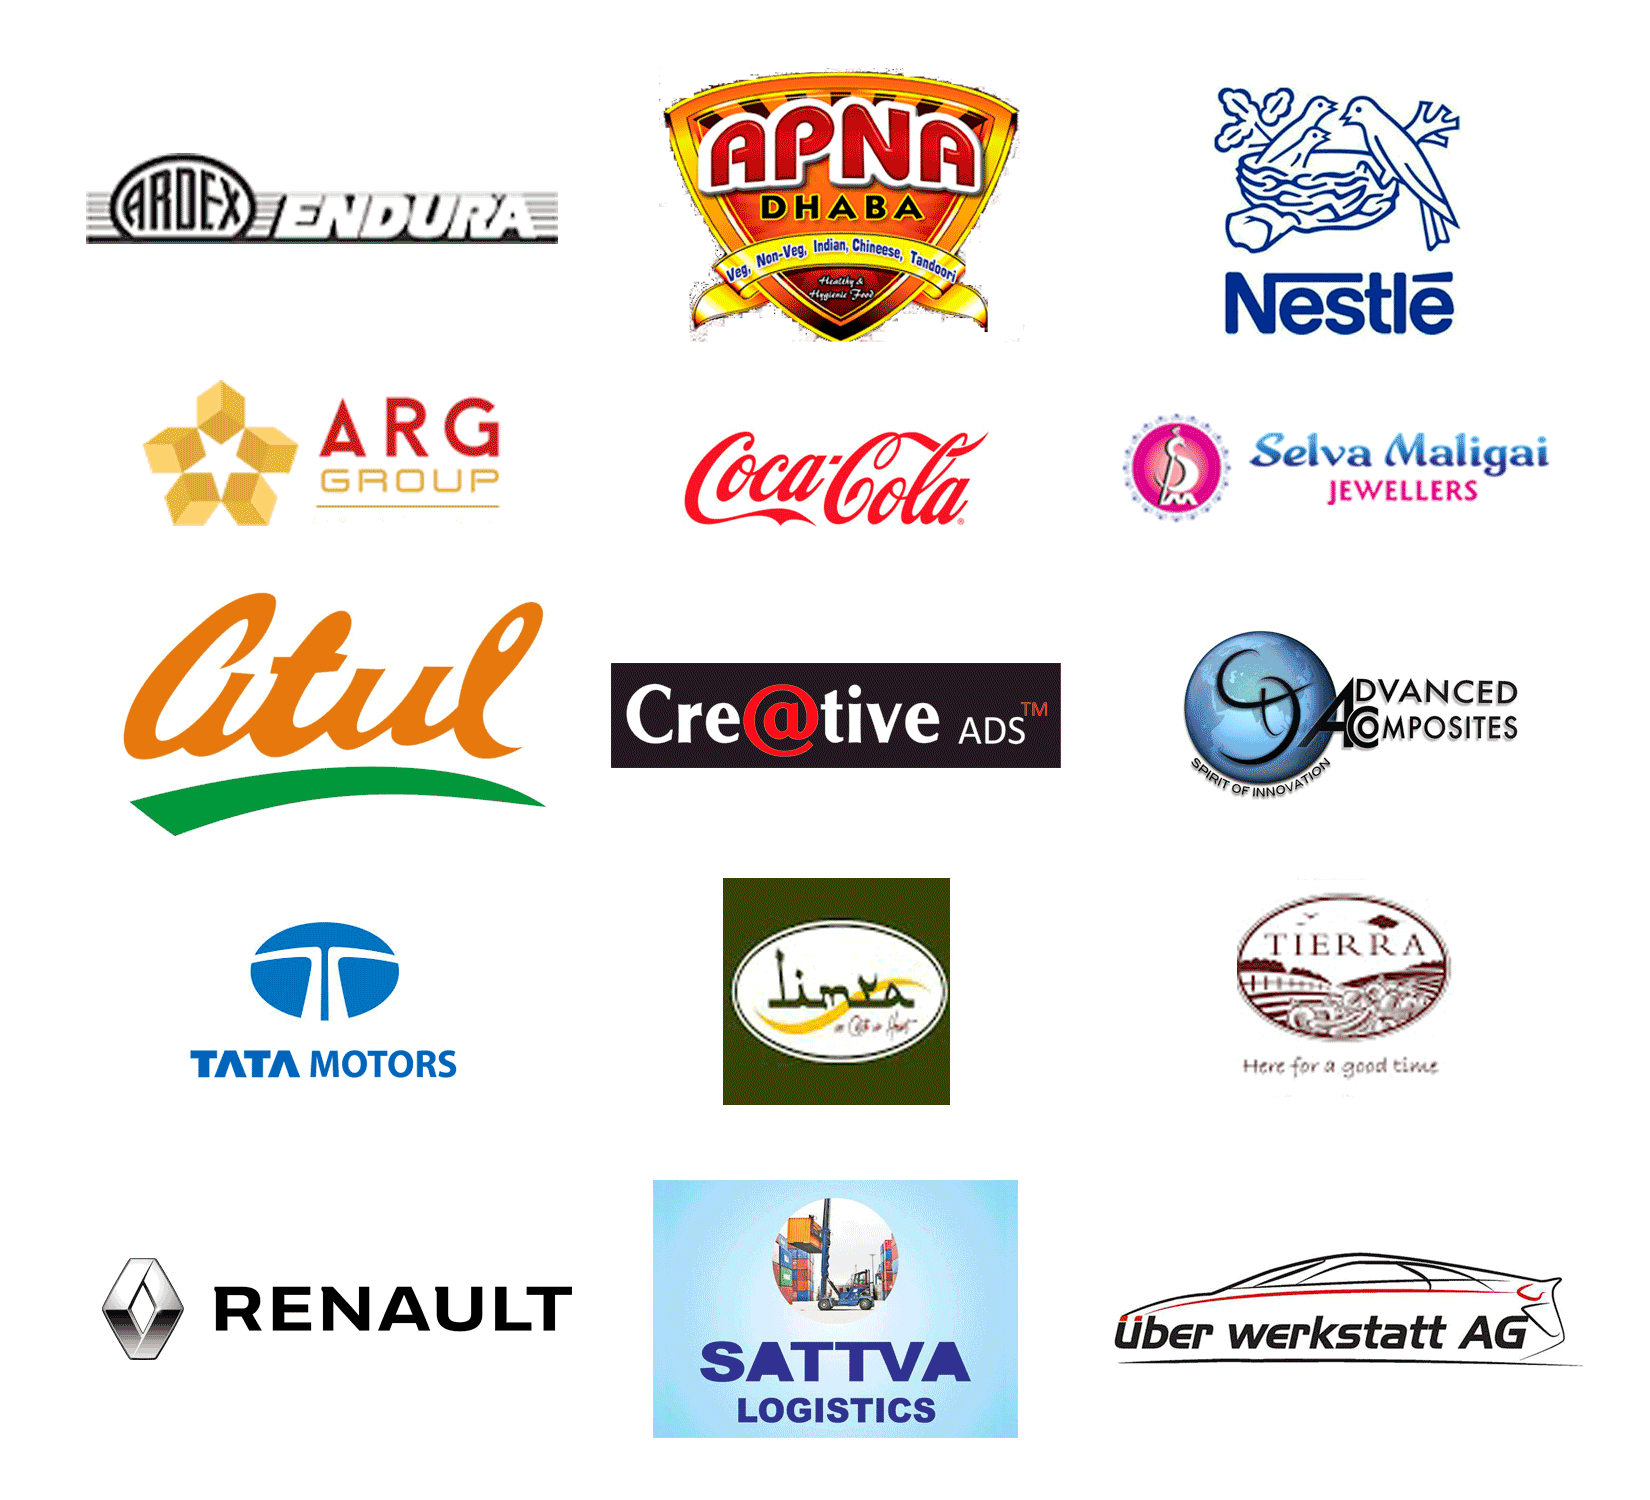 ARDEX ENDURA
APNA
DHABA
Veg, Non-Veg, Indian, Chineese, Tandoori
Healthy &
Hygienic Food
Nestlé
ARG
GROUP
Coca-Cola®
Selva Maligai
JEWELLERS
atul
Cre@tive ADS™
ADVANCED
COMPOSITES
SPIRIT OF INNOVATION
TATA MOTORS
limra
TIERRA
Here for a good time
RENAULT
SATTVA
LOGISTICS
über werkstatt AG